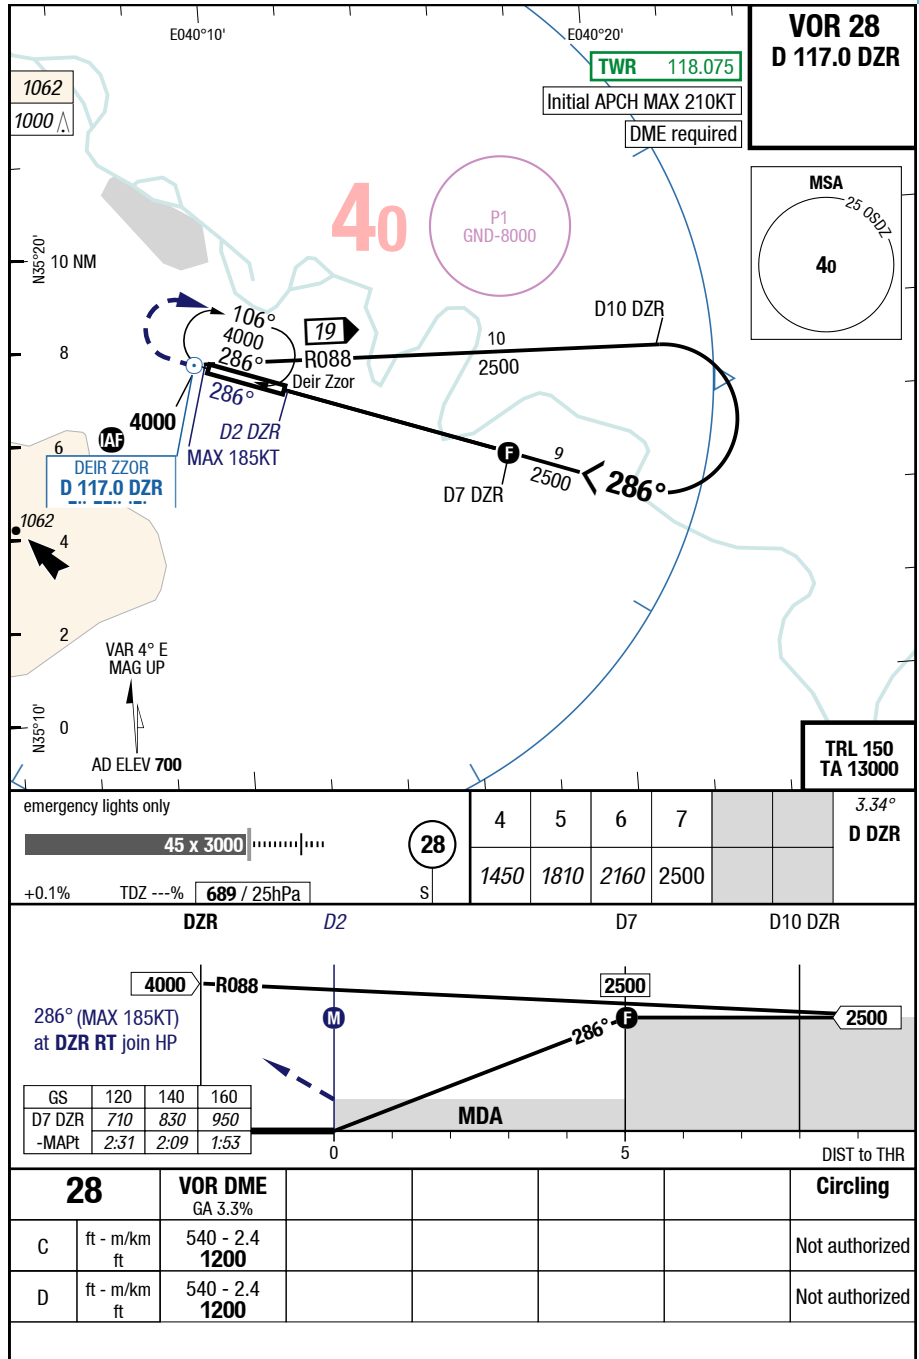 VOR 28
D 117.0 DZR
E040°10'
E040°20'
TWR 118.075
Initial APCH MAX 210KT
DME required
1062
1000
MSA
25 OSDZ
40
40
P1
GND-8000
N35°20'
10 NM
8
6
4
2
0
N35°10'
106°
4000
286°
19
R088
Deir Zzor
10
2500
D10 DZR
286°
D2 DZR
MAX 185KT
4000
IAF
DEIR ZZOR
D 117.0 DZR
F
D7 DZR
9
2500
286°
1062
VAR 4° E
MAG UP
AD ELEV 700
TRL 150
TA 13000
emergency lights only
45 x 3000
28
S
+0.1% TDZ ---% 689 / 25hPa
4 5 6 7
3.34°
D DZR
1450 1810 2160 2500
DZR D2 D7 D10 DZR
4000 R088 2500
286° (MAX 185KT)
at DZR RT join HP
M
286°
F
2500
GS 120 140 160
D7 DZR 710 830 950
-MAPt 2:31 2:09 1:53
MDA
0 5 DIST to THR
28 VOR DME Circling
GA 3.3%
C ft - m/km 540 - 2.4 Not authorized
ft 1200
D ft - m/km 540 - 2.4 Not authorized
ft 1200